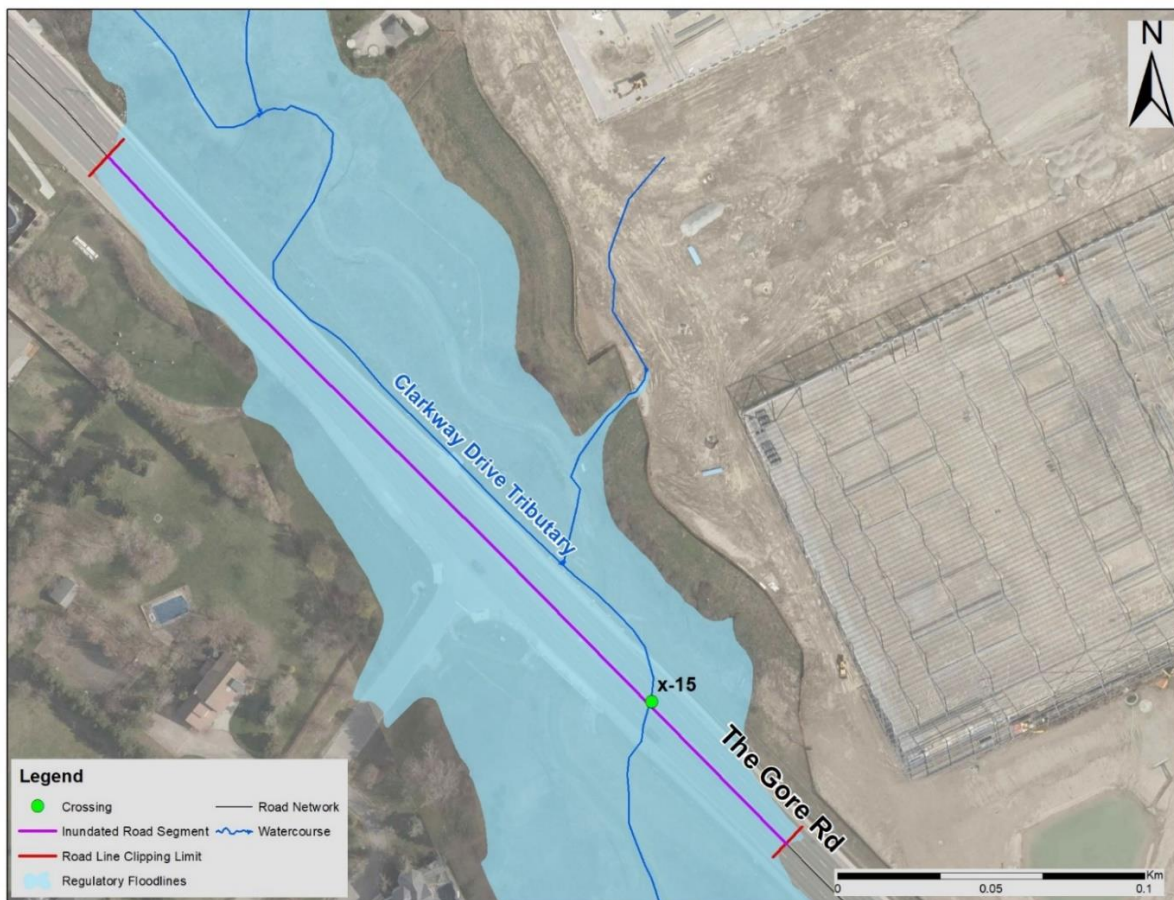 N
Clarkway Drive Tributary
x-15
The Gore Rd
Legend
Crossing
Road Network
Inundated Road Segment
Watercourse
Road Line Clipping Limit
Regulatory Floodlines
Km
0
0.05
0.1